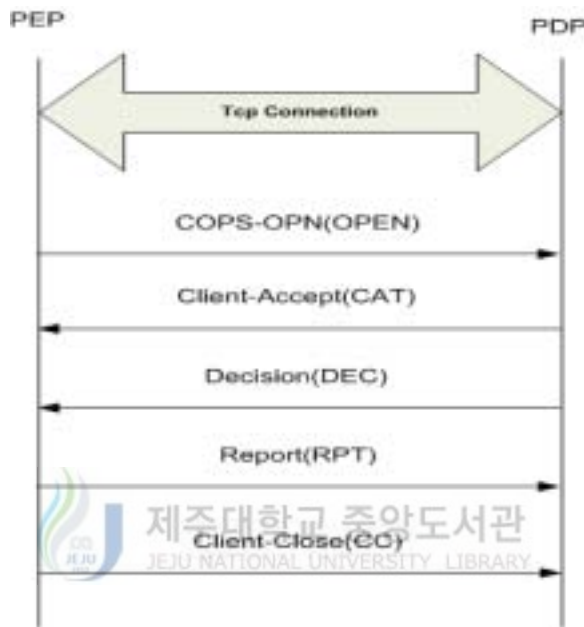 PEP
PDP
Tcp Connection
COPS-OPN(OPEN)
Client-Accept(CAT)
Decision(DEC)
Report(RPT)
제주대학교 중앙도서관
Client-Close(CC)
JEJU NATIONAL UNIVERSITY LIBRARY
JEJU